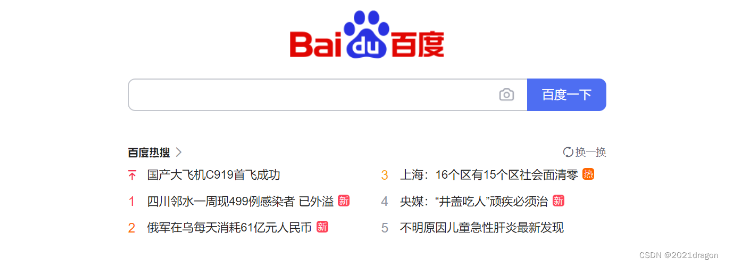 Baidu百度
百度一下
百度热搜
换一换
国产大飞机C919首飞成功
1 四川邻水一周现499例感染者 已外溢 新
2 俄军在乌每天消耗61亿元人民币 新
3 上海：16个区有15个区社会面清零 热
4 央媒：“井盖吃人”顽疾必须治 新
5 不明原因儿童急性肝炎最新发现
CSDN @2021dragon